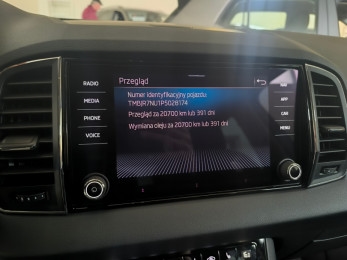 RADIO
MEDIA
PHONE
VOICE
Przegląd
Numer identyfikacyjny pojazdu:
TMBJR7NU1P5028174
Przegląd za 20700 km lub 391 dni
Wymiana oleju za 20700 km lub 391 dni
APP
CAR
MENU